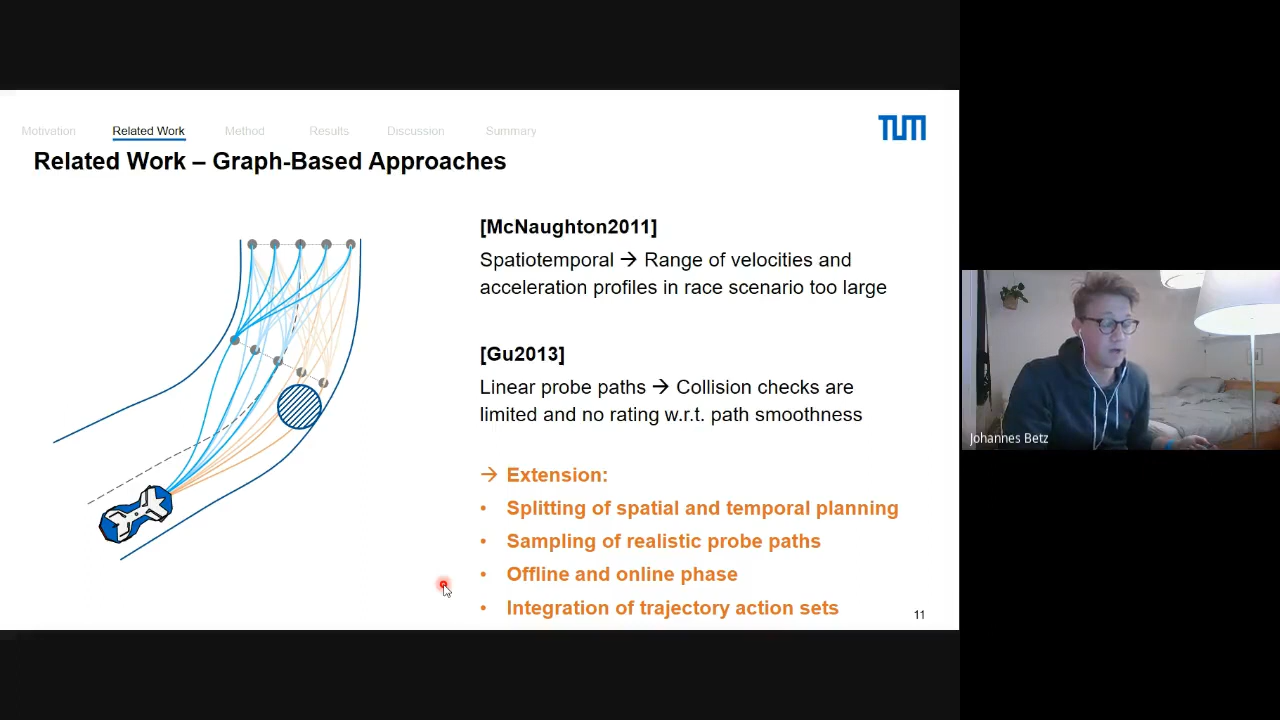 Motivation Related Work Method Results Discussion Summary
TUM
Related Work – Graph-Based Approaches
[McNaughton2011]
Spatiotemporal → Range of velocities and
acceleration profiles in race scenario too large
[Gu2013]
Linear probe paths → Collision checks are
limited and no rating w.r.t. path smoothness
→ Extension:
• Splitting of spatial and temporal planning
• Sampling of realistic probe paths
• Offline and online phase
• Integration of trajectory action sets
11
Johannes Betz